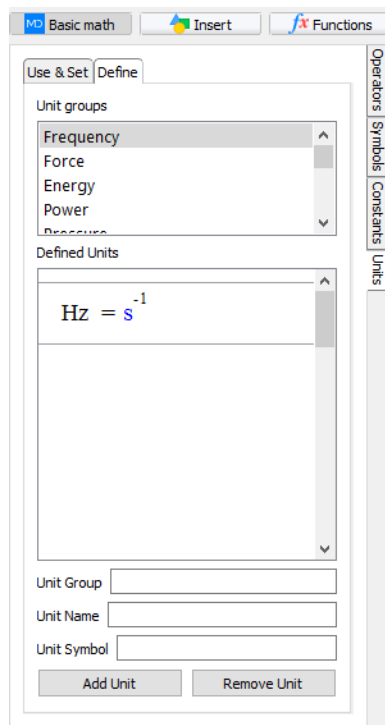 MD Basic math Insert fx Functions
Use & Set Define
Unit groups
Frequency
Force
Energy
Power
Pressure
Defined Units
Hz = s-1
Unit Group
Unit Name
Unit Symbol
Add Unit Remove Unit
Operators
Symbols
Constants
Units